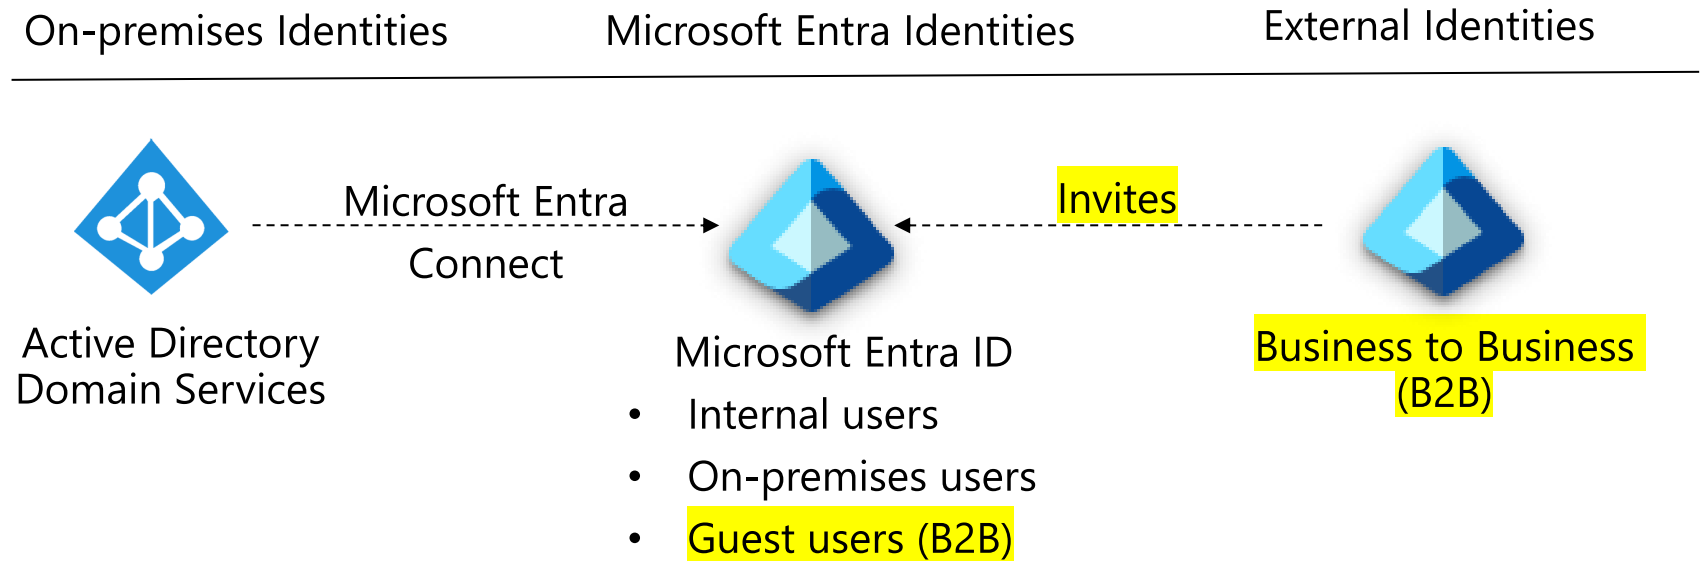 On-premises Identities
Microsoft Entra Identities
External Identities
Microsoft Entra
Connect
Invites
Active Directory
Domain Services
Microsoft Entra ID
• Internal users
• On-premises users
• Guest users (B2B)
Business to Business
(B2B)